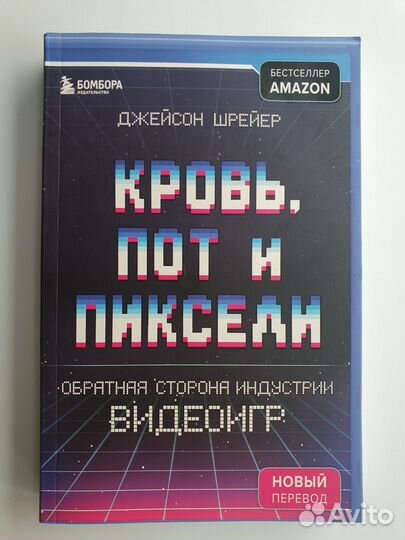 БОМБОРА
ИЗДАТЕЛЬСТВО
БЕСТСЕЛЛЕР
AMAZON
ДЖЕЙСОН ШРЕЙЕР
КРОВЬ,
ПОТ И
ПИКСЕЛИ
ОБРАТНАЯ СТОРОНА ИНДУСТРИИ
ВИДЕОИГР
НОВЫЙ
ПЕРЕВОД
Avito